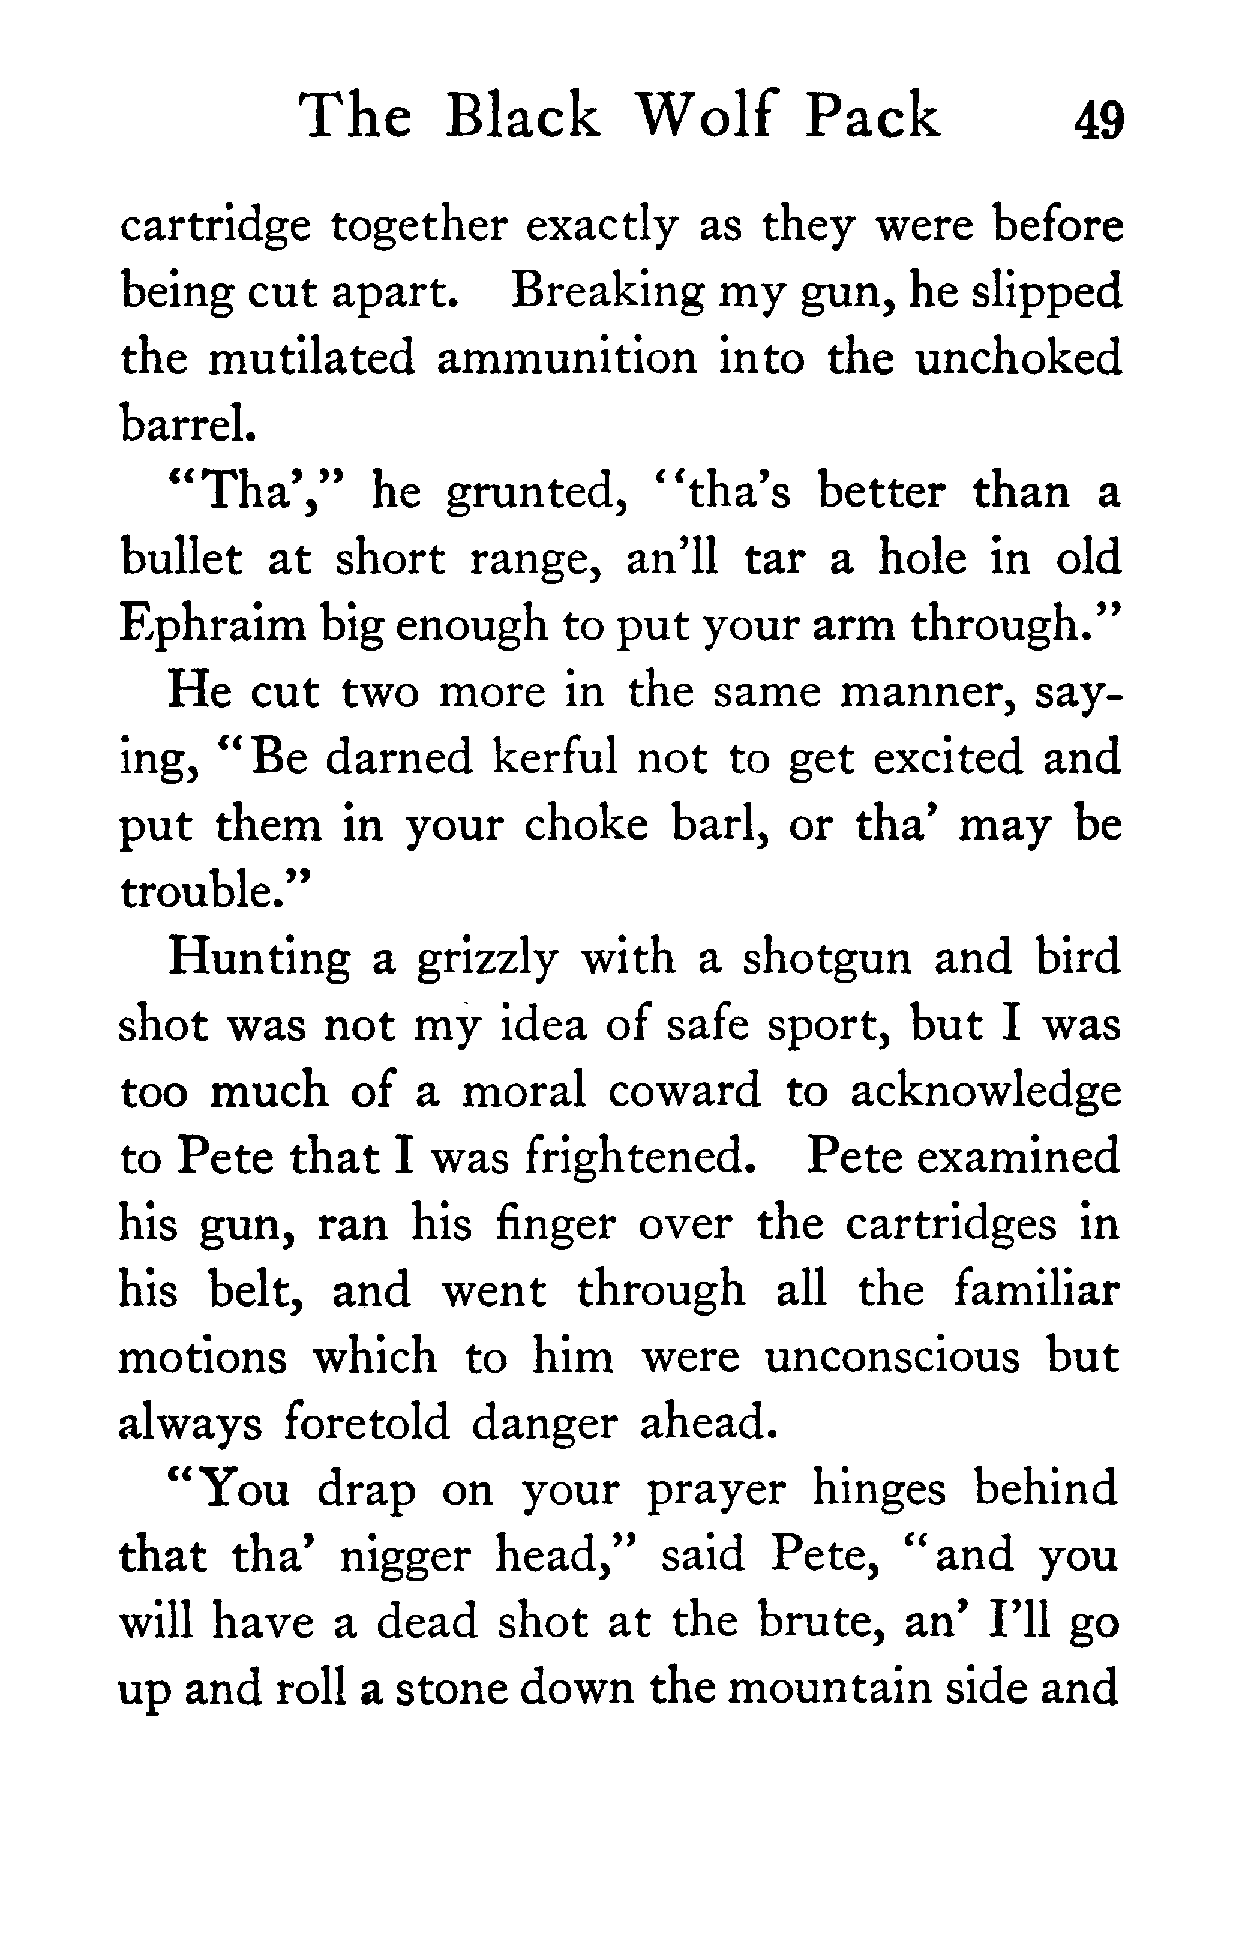 The Black Wolf Pack 49
cartridge together exactly as they were before
being cut apart. Breaking my gun, he slipped
the mutilated ammunition into the unchoked
barrel.
“Tha’,” he grunted, “tha’s better than a
bullet at short range, an’ll tar a hole in old
Ephraim big enough to put your arm through.”
He cut two more in the same manner, say-
ing, “Be darned kerful not to get excited and
put them in your choke barl, or tha’ may be
trouble.”
Hunting a grizzly with a shotgun and bird
shot was not my idea of safe sport, but I was
too much of a moral coward to acknowledge
to Pete that I was frightened. Pete examined
his gun, ran his finger over the cartridges in
his belt, and went through all the familiar
motions which to him were unconscious but
always foretold danger ahead.
“You drap on your prayer hinges behind
that tha’ nigger head,” said Pete, “and you
will have a dead shot at the brute, an’ I’ll go
up and roll a stone down the mountain side and